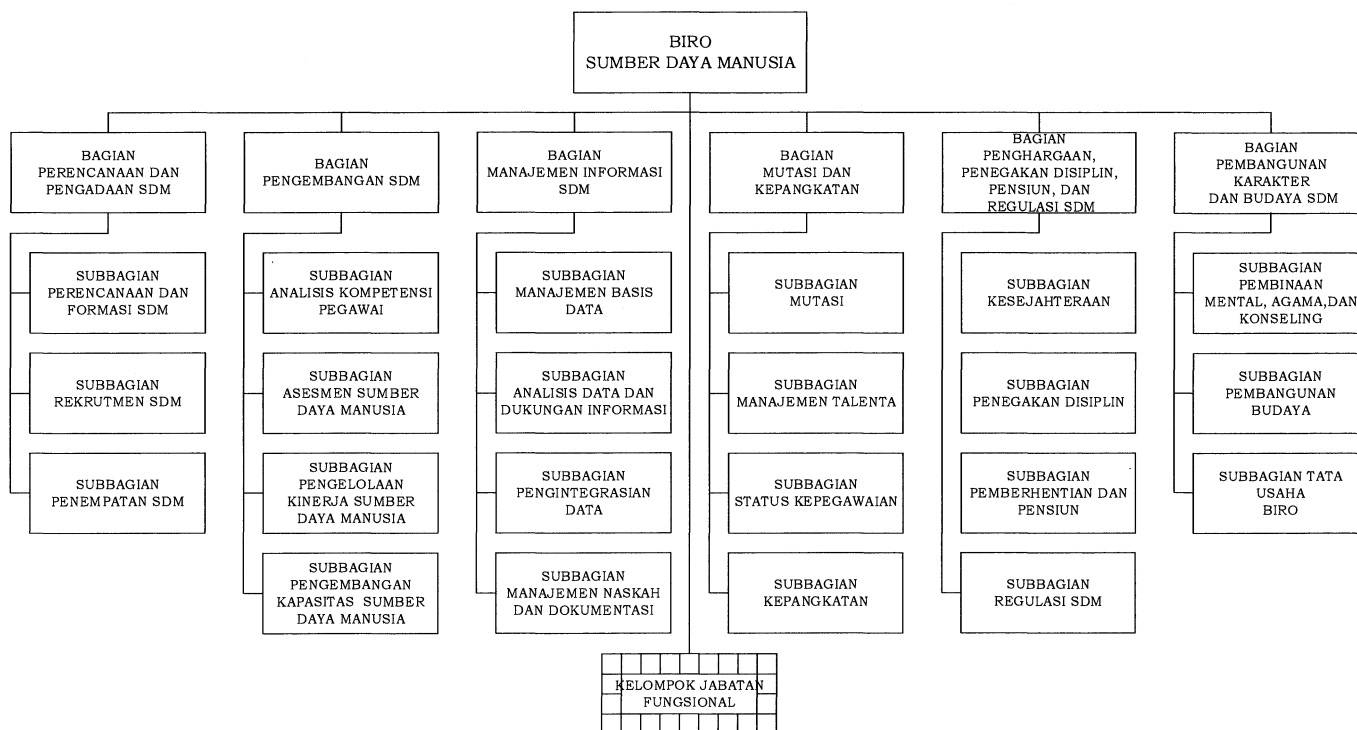 BIRO
SUMBER DAYA MANUSIA
BAGIAN
PERENCANAAN DAN
PENGADAAN SDM
BAGIAN
PENGEMBANGAN SDM
BAGIAN
MANAJEMEN INFORMASI
SDM
BAGIAN
MUTASI DAN
KEPANGKATAN
BAGIAN
PENGHARGAAN,
PENEGAKAN DISIPLIN,
PENSIUN, DAN
REGULASI SDM
BAGIAN
PEMBANGUNAN
KARAKTER
DAN BUDAYA SDM
SUBBAGIAN
PERENCANAAN DAN
FORMASI SDM
SUBBAGIAN
REKRUTMEN SDM
SUBBAGIAN
PENEMPATAN SDM
SUBBAGIAN
ANALISIS KOMPETENSI
PEGAWAI
SUBBAGIAN
ASESMEN SUMBER
DAYA MANUSIA
SUBBAGIAN
PENGELOLAAN
KINERJA SUMBER
DAYA MANUSIA
SUBBAGIAN
PENGEMBANGAN
KAPASITAS SUMBER
DAYA MANUSIA
SUBBAGIAN
MANAJEMEN BASIS
DATA
SUBBAGIAN
ANALISIS DATA DAN
DUKUNGAN INFORMASI
SUBBAGIAN
PENGINTEGRASIAN
DATA
SUBBAGIAN
MANAJEMEN NASKAH
DAN DOKUMENTASI
SUBBAGIAN
MUTASI
SUBBAGIAN
MANAJEMEN TALENTA
SUBBAGIAN
STATUS KEPEGAWAIAN
SUBBAGIAN
KEPANGKATAN
SUBBAGIAN
KESEJAHTERAAN
SUBBAGIAN
PENEGAKAN DISIPLIN
SUBBAGIAN
PEMBERHENTIAN DAN
PENSIUN
SUBBAGIAN
REGULASI SDM
SUBBAGIAN
PEMBINAAN
MENTAL, AGAMA,DAN
KONSELING
SUBBAGIAN
PEMBANGUNAN
BUDAYA
SUBBAGIAN TATA
USAHA
BIRO
KELOMPOK JABATAN
FUNGSIONAL